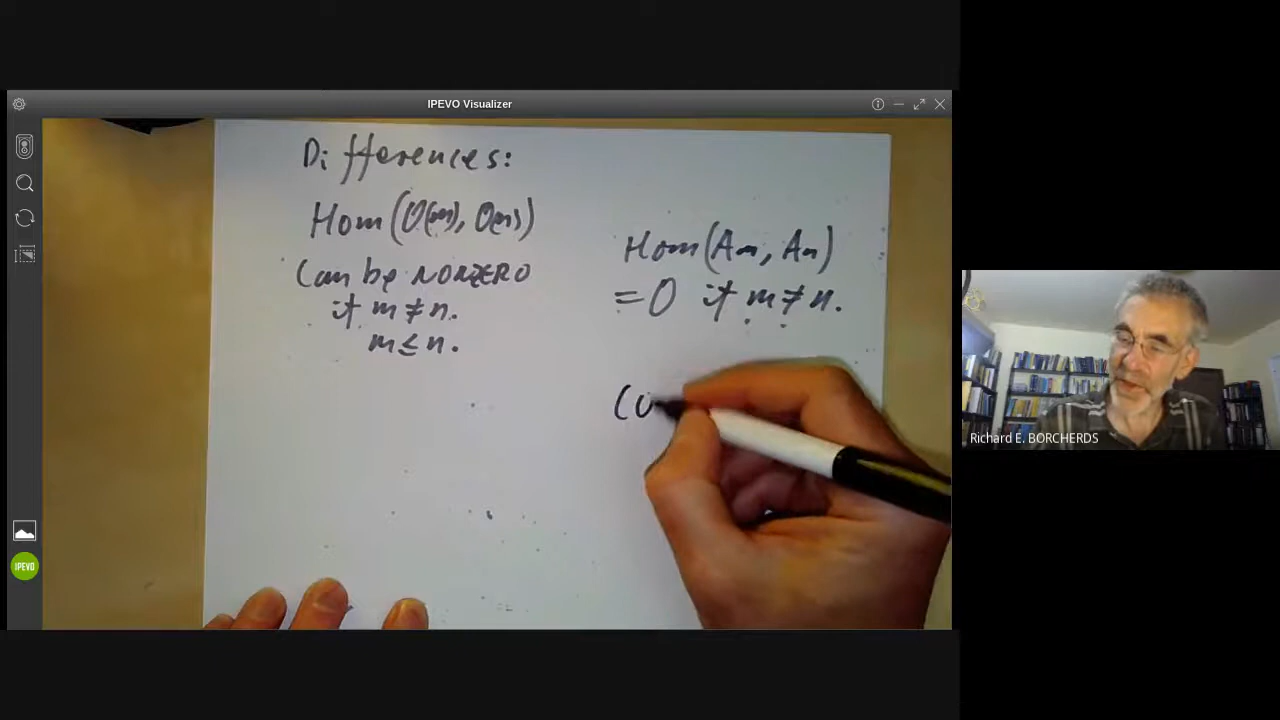 IPEVO Visualizer
Differences:
Hom(O(m), O(n))
Can be NONZERO
if m ≠ n.
m ≤ n.
Hom(Am, An)
= 0 if m ≠ n.
(o
Richard E. BORCHERDS
IPEVO